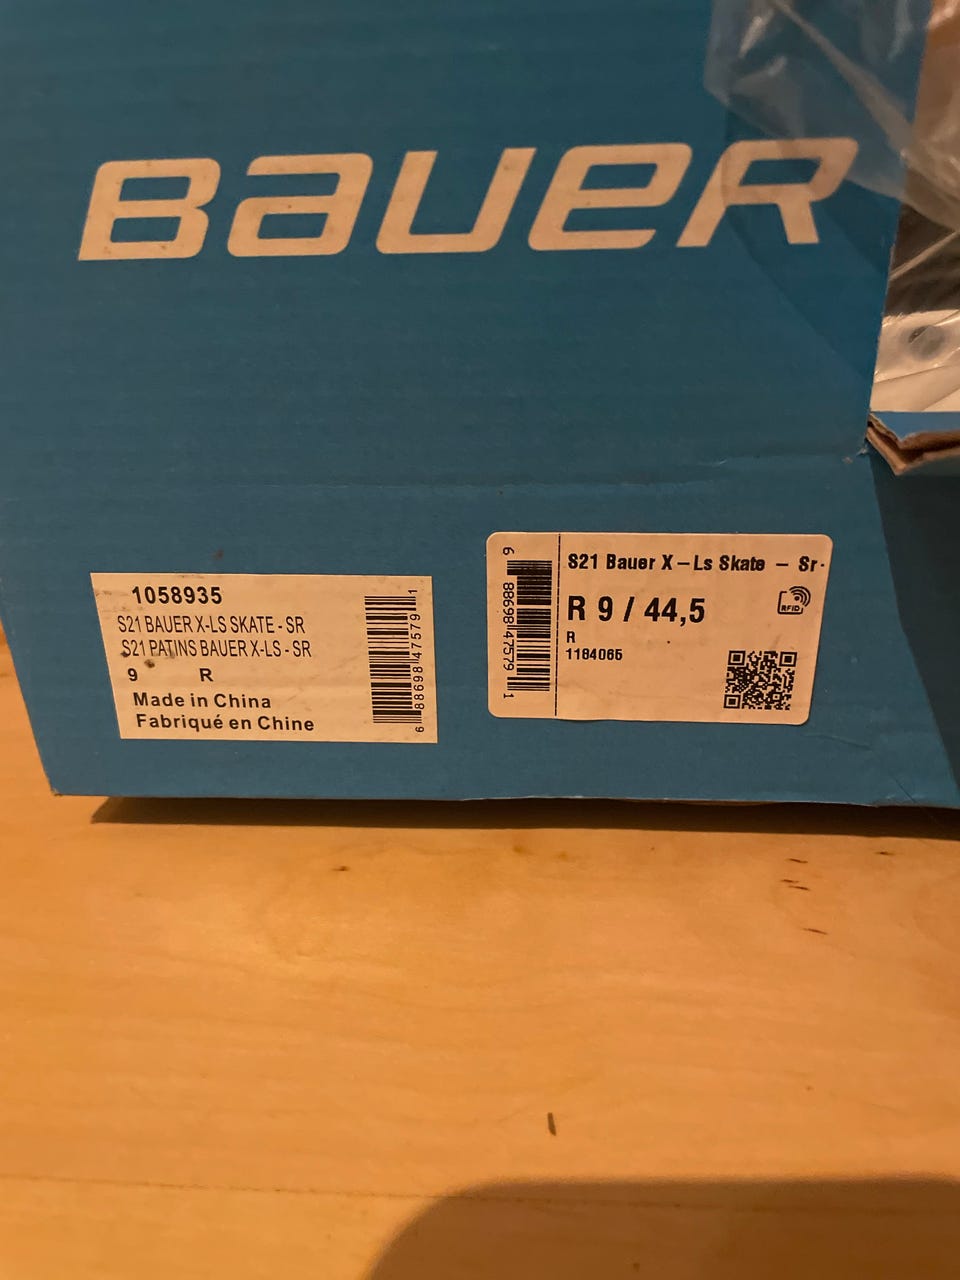 BAUER
1058935
S21 BAUER X-LS SKATE - SR
S21 PATINS BAUER X-LS - SR
9 R
Made in China
Fabriqué en Chine
6 88698 47579 1
6 88698 47579 1
S21 Bauer X - Ls Skate - Sr -
R 9 / 44,5
R
1184065
RFID